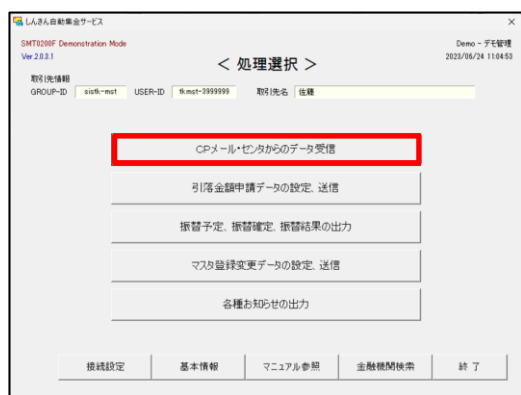 しんきん自動集金サービス
SMT0200F Demonstration Mode
Demo - デモ管理
Ver 2.0.3.1
2023/06/24 11:04:53
＜ 処理選択 ＞
取引先情報
GROUP-ID sistk-mst USER-ID tkmst-3999999 取引先名 佐藤
CPメール・センタからのデータ受信
引落金額申請データの設定、送信
振替予定、振替確定、振替結果の出力
マスタ登録変更データの設定、送信
各種お知らせの出力
接続設定 基本情報 マニュアル参照 金融機関検索 終 了